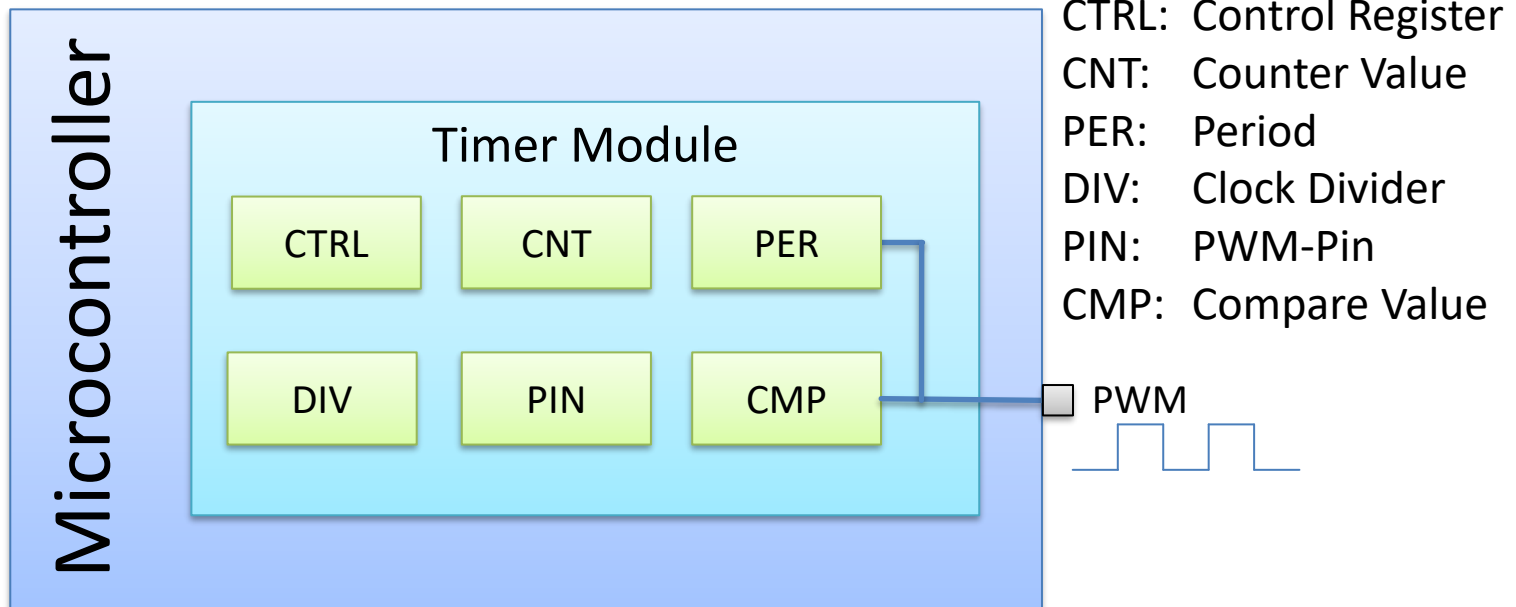 Microcontroller
Timer Module
CTRL
CNT
PER
DIV
PIN
CMP
CTRL: Control Register
CNT: Counter Value
PER: Period
DIV: Clock Divider
PIN: PWM-Pin
CMP: Compare Value
PWM